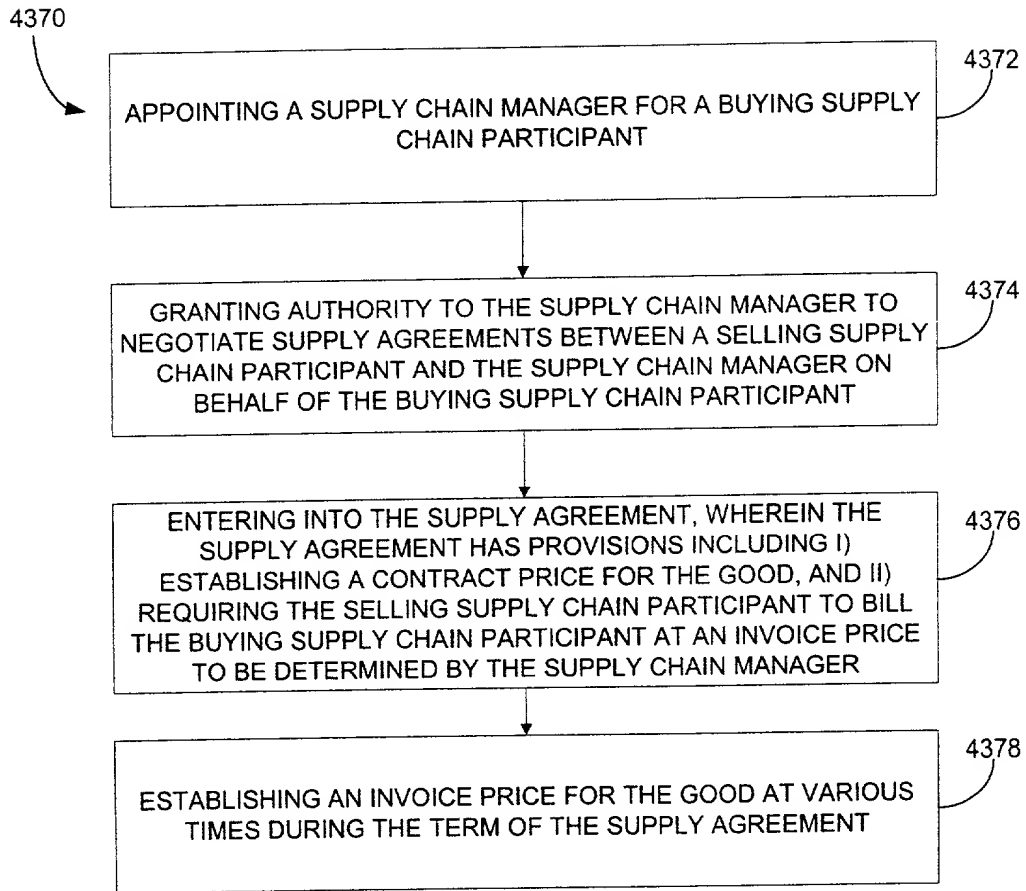 4370
4372
APPOINTING A SUPPLY CHAIN MANAGER FOR A BUYING SUPPLY
CHAIN PARTICIPANT
4374
GRANTING AUTHORITY TO THE SUPPLY CHAIN MANAGER TO
NEGOTIATE SUPPLY AGREEMENTS BETWEEN A SELLING SUPPLY
CHAIN PARTICIPANT AND THE SUPPLY CHAIN MANAGER ON
BEHALF OF THE BUYING SUPPLY CHAIN PARTICIPANT
4376
ENTERING INTO THE SUPPLY AGREEMENT, WHEREIN THE
SUPPLY AGREEMENT HAS PROVISIONS INCLUDING I)
ESTABLISHING A CONTRACT PRICE FOR THE GOOD, AND II)
REQUIRING THE SELLING SUPPLY CHAIN PARTICIPANT TO BILL
THE BUYING SUPPLY CHAIN PARTICIPANT AT AN INVOICE PRICE
TO BE DETERMINED BY THE SUPPLY CHAIN MANAGER
4378
ESTABLISHING AN INVOICE PRICE FOR THE GOOD AT VARIOUS
TIMES DURING THE TERM OF THE SUPPLY AGREEMENT